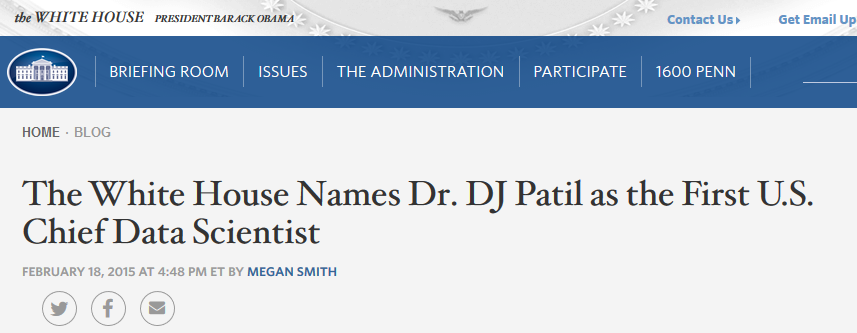 the WHITE HOUSE PRESIDENT BARACK OBAMA
Contact Us
Get Email Up
BRIEFING ROOM
ISSUES
THE ADMINISTRATION
PARTICIPATE
1600 PENN
HOME · BLOG
The White House Names Dr. DJ Patil as the First U.S.
Chief Data Scientist
FEBRUARY 18, 2015 AT 4:48 PM ET BY MEGAN SMITH